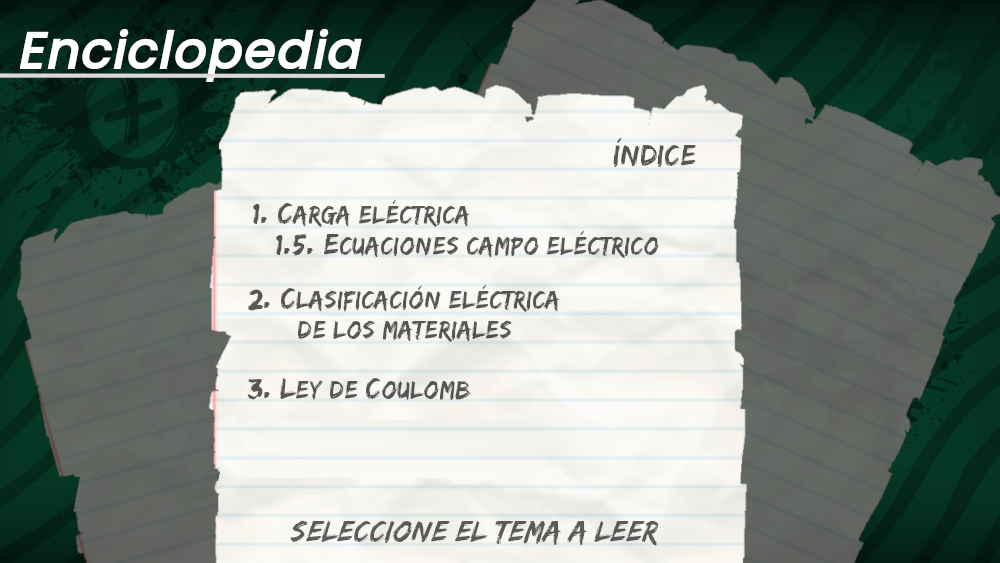 Enciclopedia
ÍNDICE
1. CARGA ELÉCTRICA
1.5. ECUACIONES CAMPO ELÉCTRICO
2. CLASIFICACIÓN ELÉCTRICA
DE LOS MATERIALES
3. LEY DE COULOMB
SELECCIONE EL TEMA A LEER